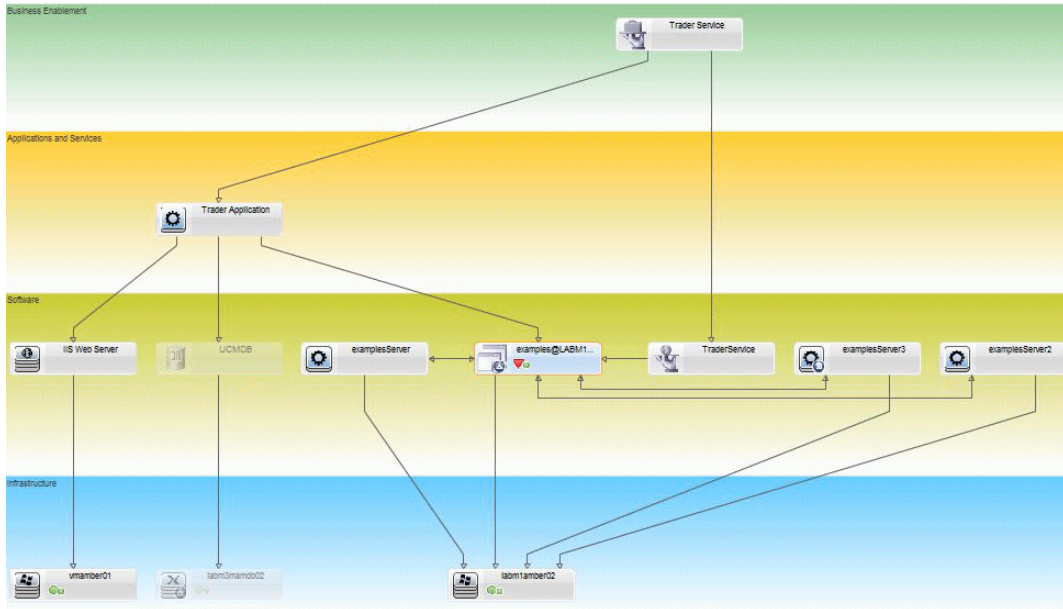 Business Enablement
Trader Service
Applications and Services
Trader Application
Software
IIS Web Server
UCMDB
examplesServer
examples@LABM1...
TraderService
examplesServer3
examplesServer2
Infrastructure
vmamber01
labm3mamdb02
labm1amber02